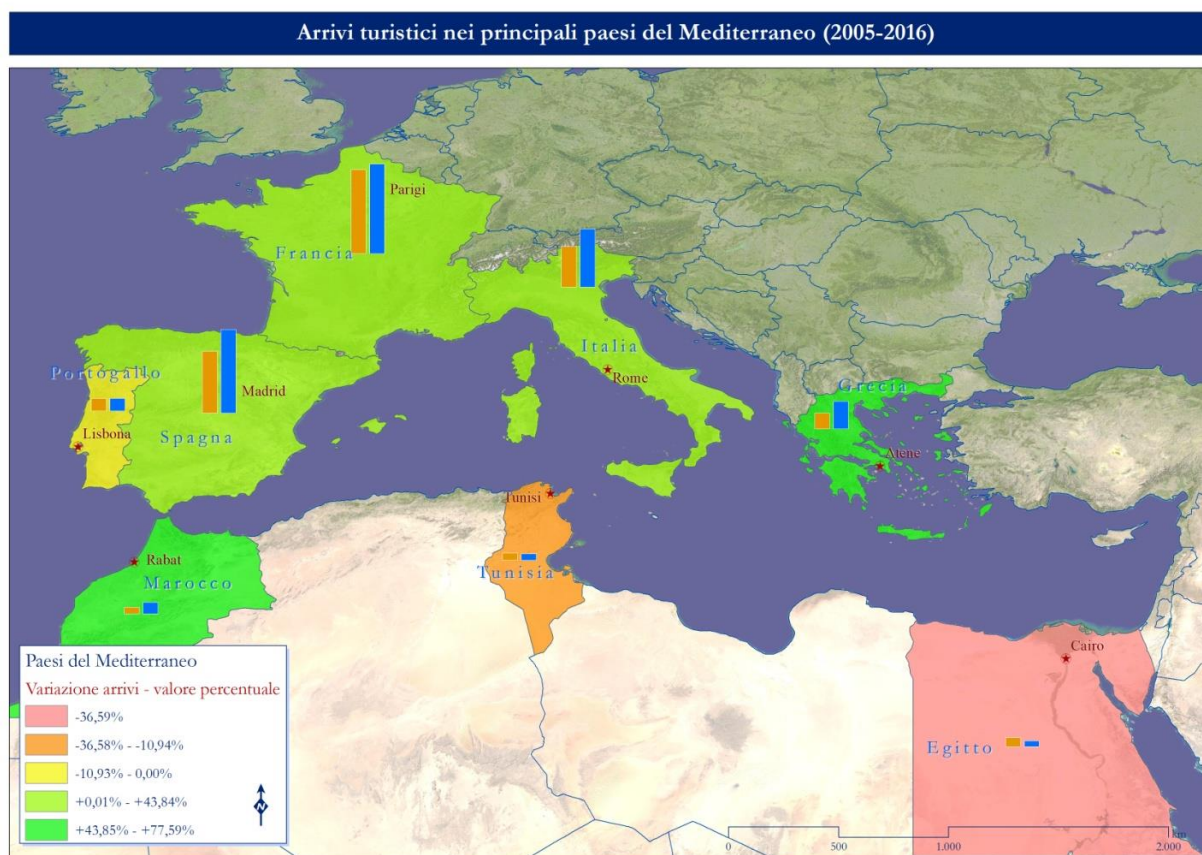 Arrivi turistici nei principali paesi del Mediterraneo (2005-2016)
Parigi
Francia
Italia
Rome
Portogallo
Madrid
Grecia
Lisbona
Spagna
Atene
Tunisi
Rabat
Tunisia
Marocco
Cairo
Egitto
Paesi del Mediterraneo
Variazione arrivi - valore percentuale
-36,59%
-36,58% - -10,94%
-10,93% - 0,00%
+0,01% - +43,84%
+43,85% - +77,59%
N
km
0 500 1.000 2.000